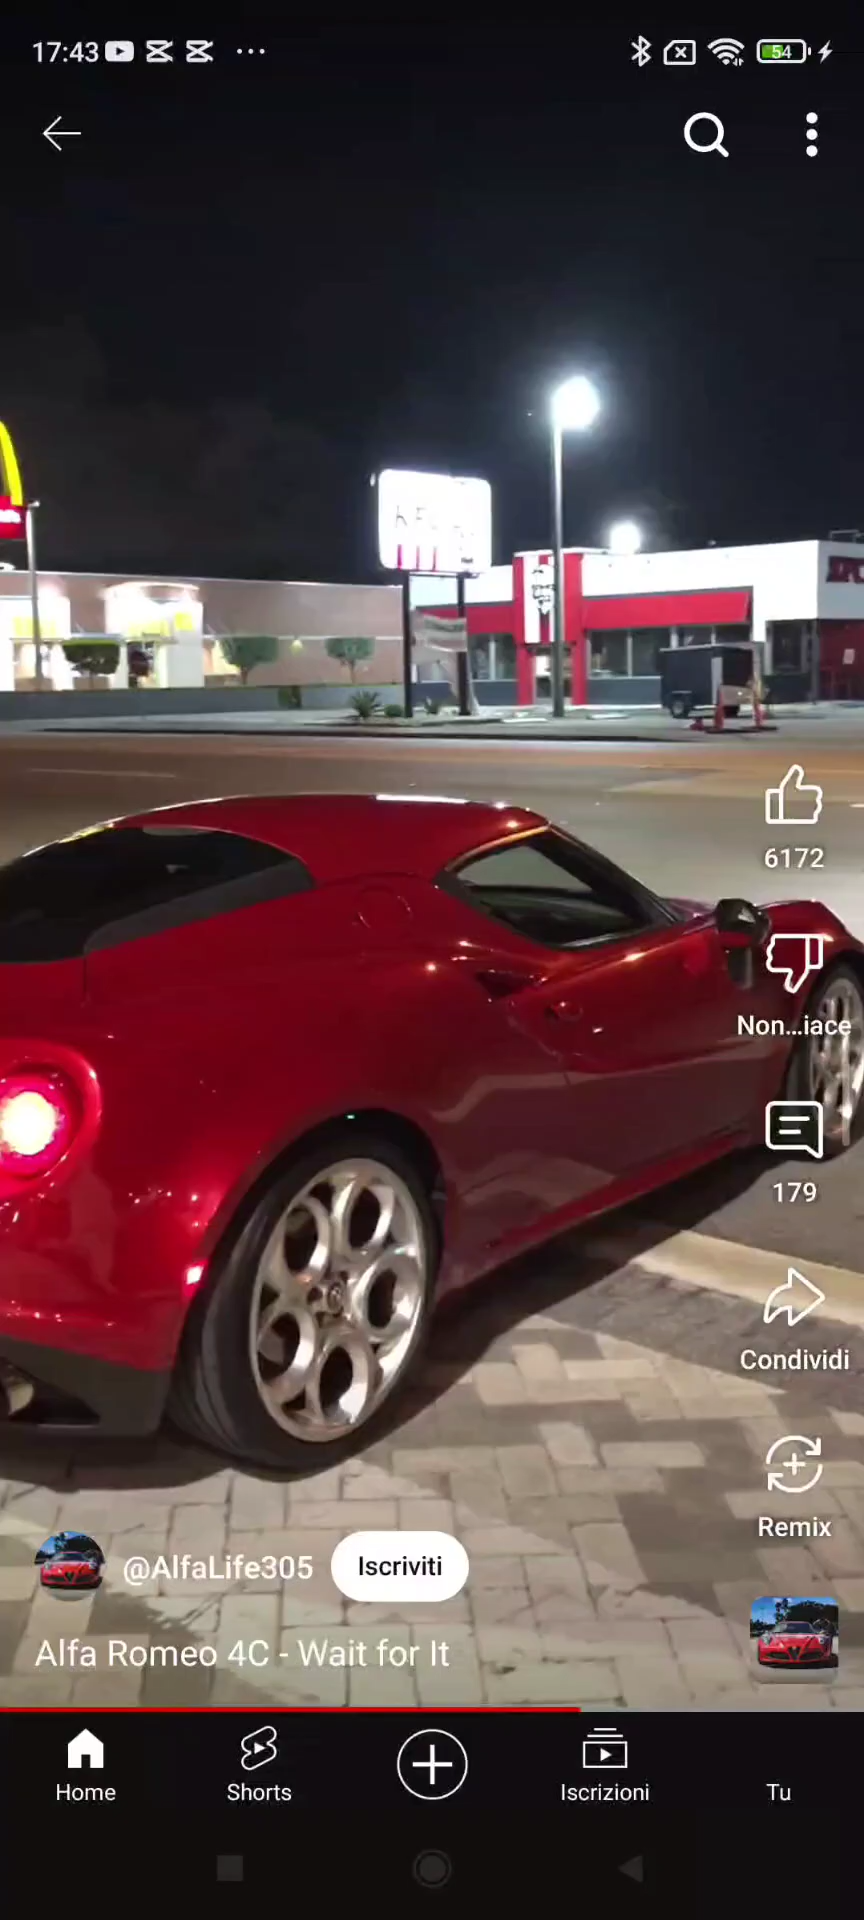 17:43
54
6172
Non...iace
179
Condividi
Remix
@AlfaLife305
Iscriviti
Alfa Romeo 4C - Wait for It
Home
Shorts
Iscrizioni
Tu